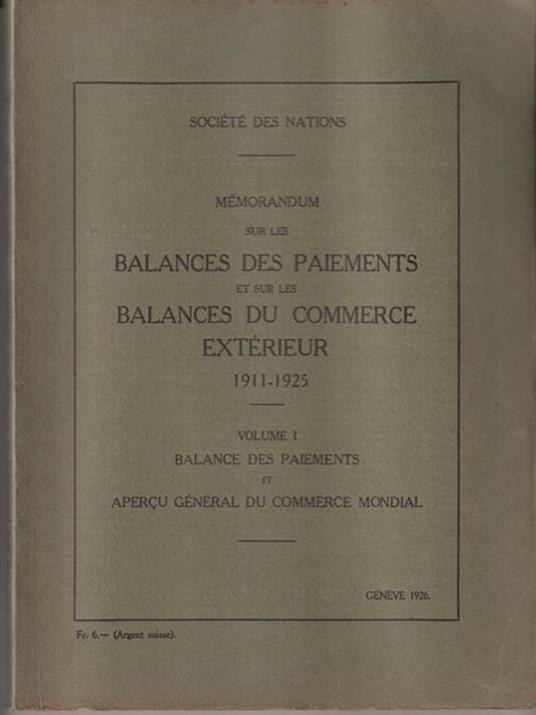 SOCIÉTÉ DES NATIONS
MÉMORANDUM
SUR LES
BALANCES DES PAIEMENTS
ET SUR LES
BALANCES DU COMMERCE
EXTÉRIEUR
1911-1925
VOLUME I
BALANCE DES PAIEMENTS
ET
APERÇU GÉNÉRAL DU COMMERCE MONDIAL
GENÈVE 1926.
Fr. 6.— (Argent suisse).